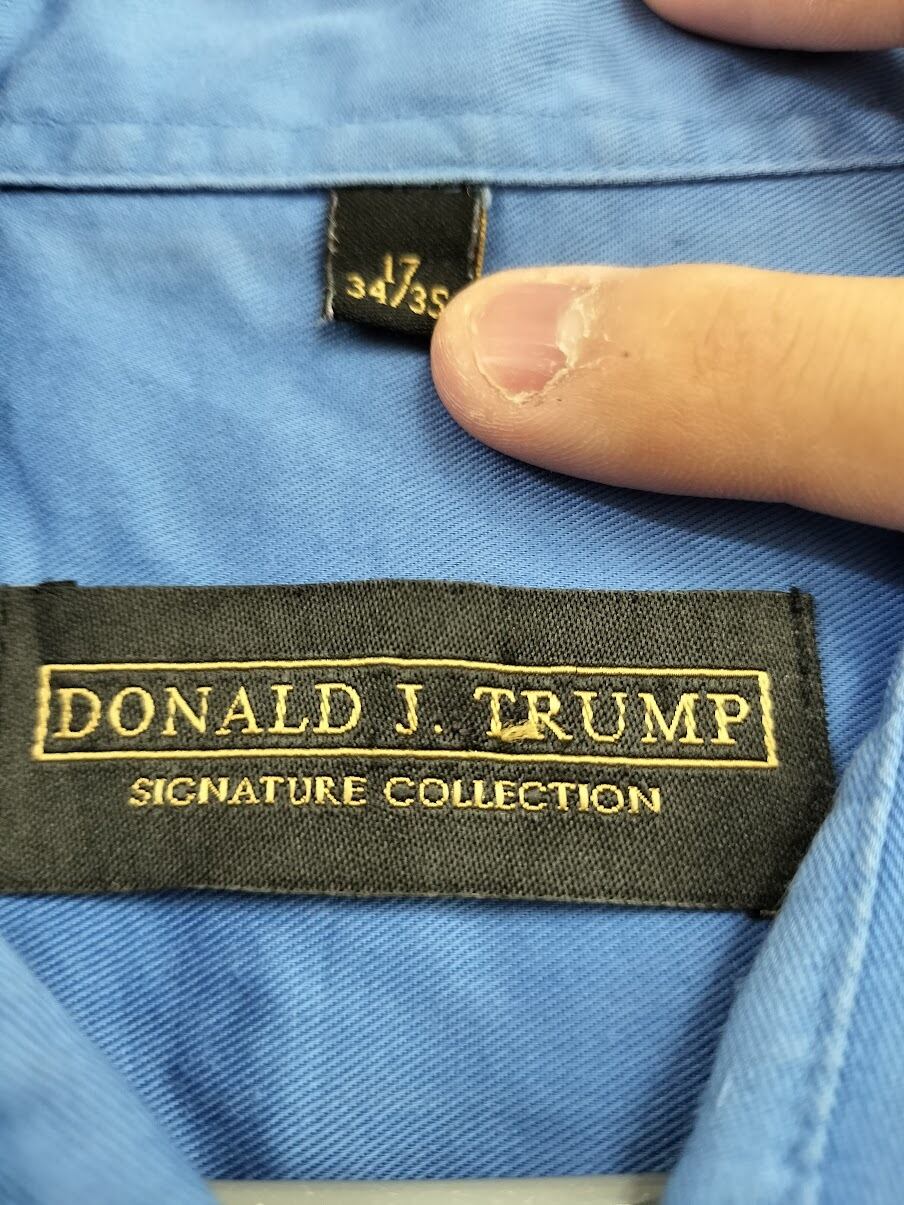 17
34/35
DONALD J. TRUMP
SIGNATURE COLLECTION